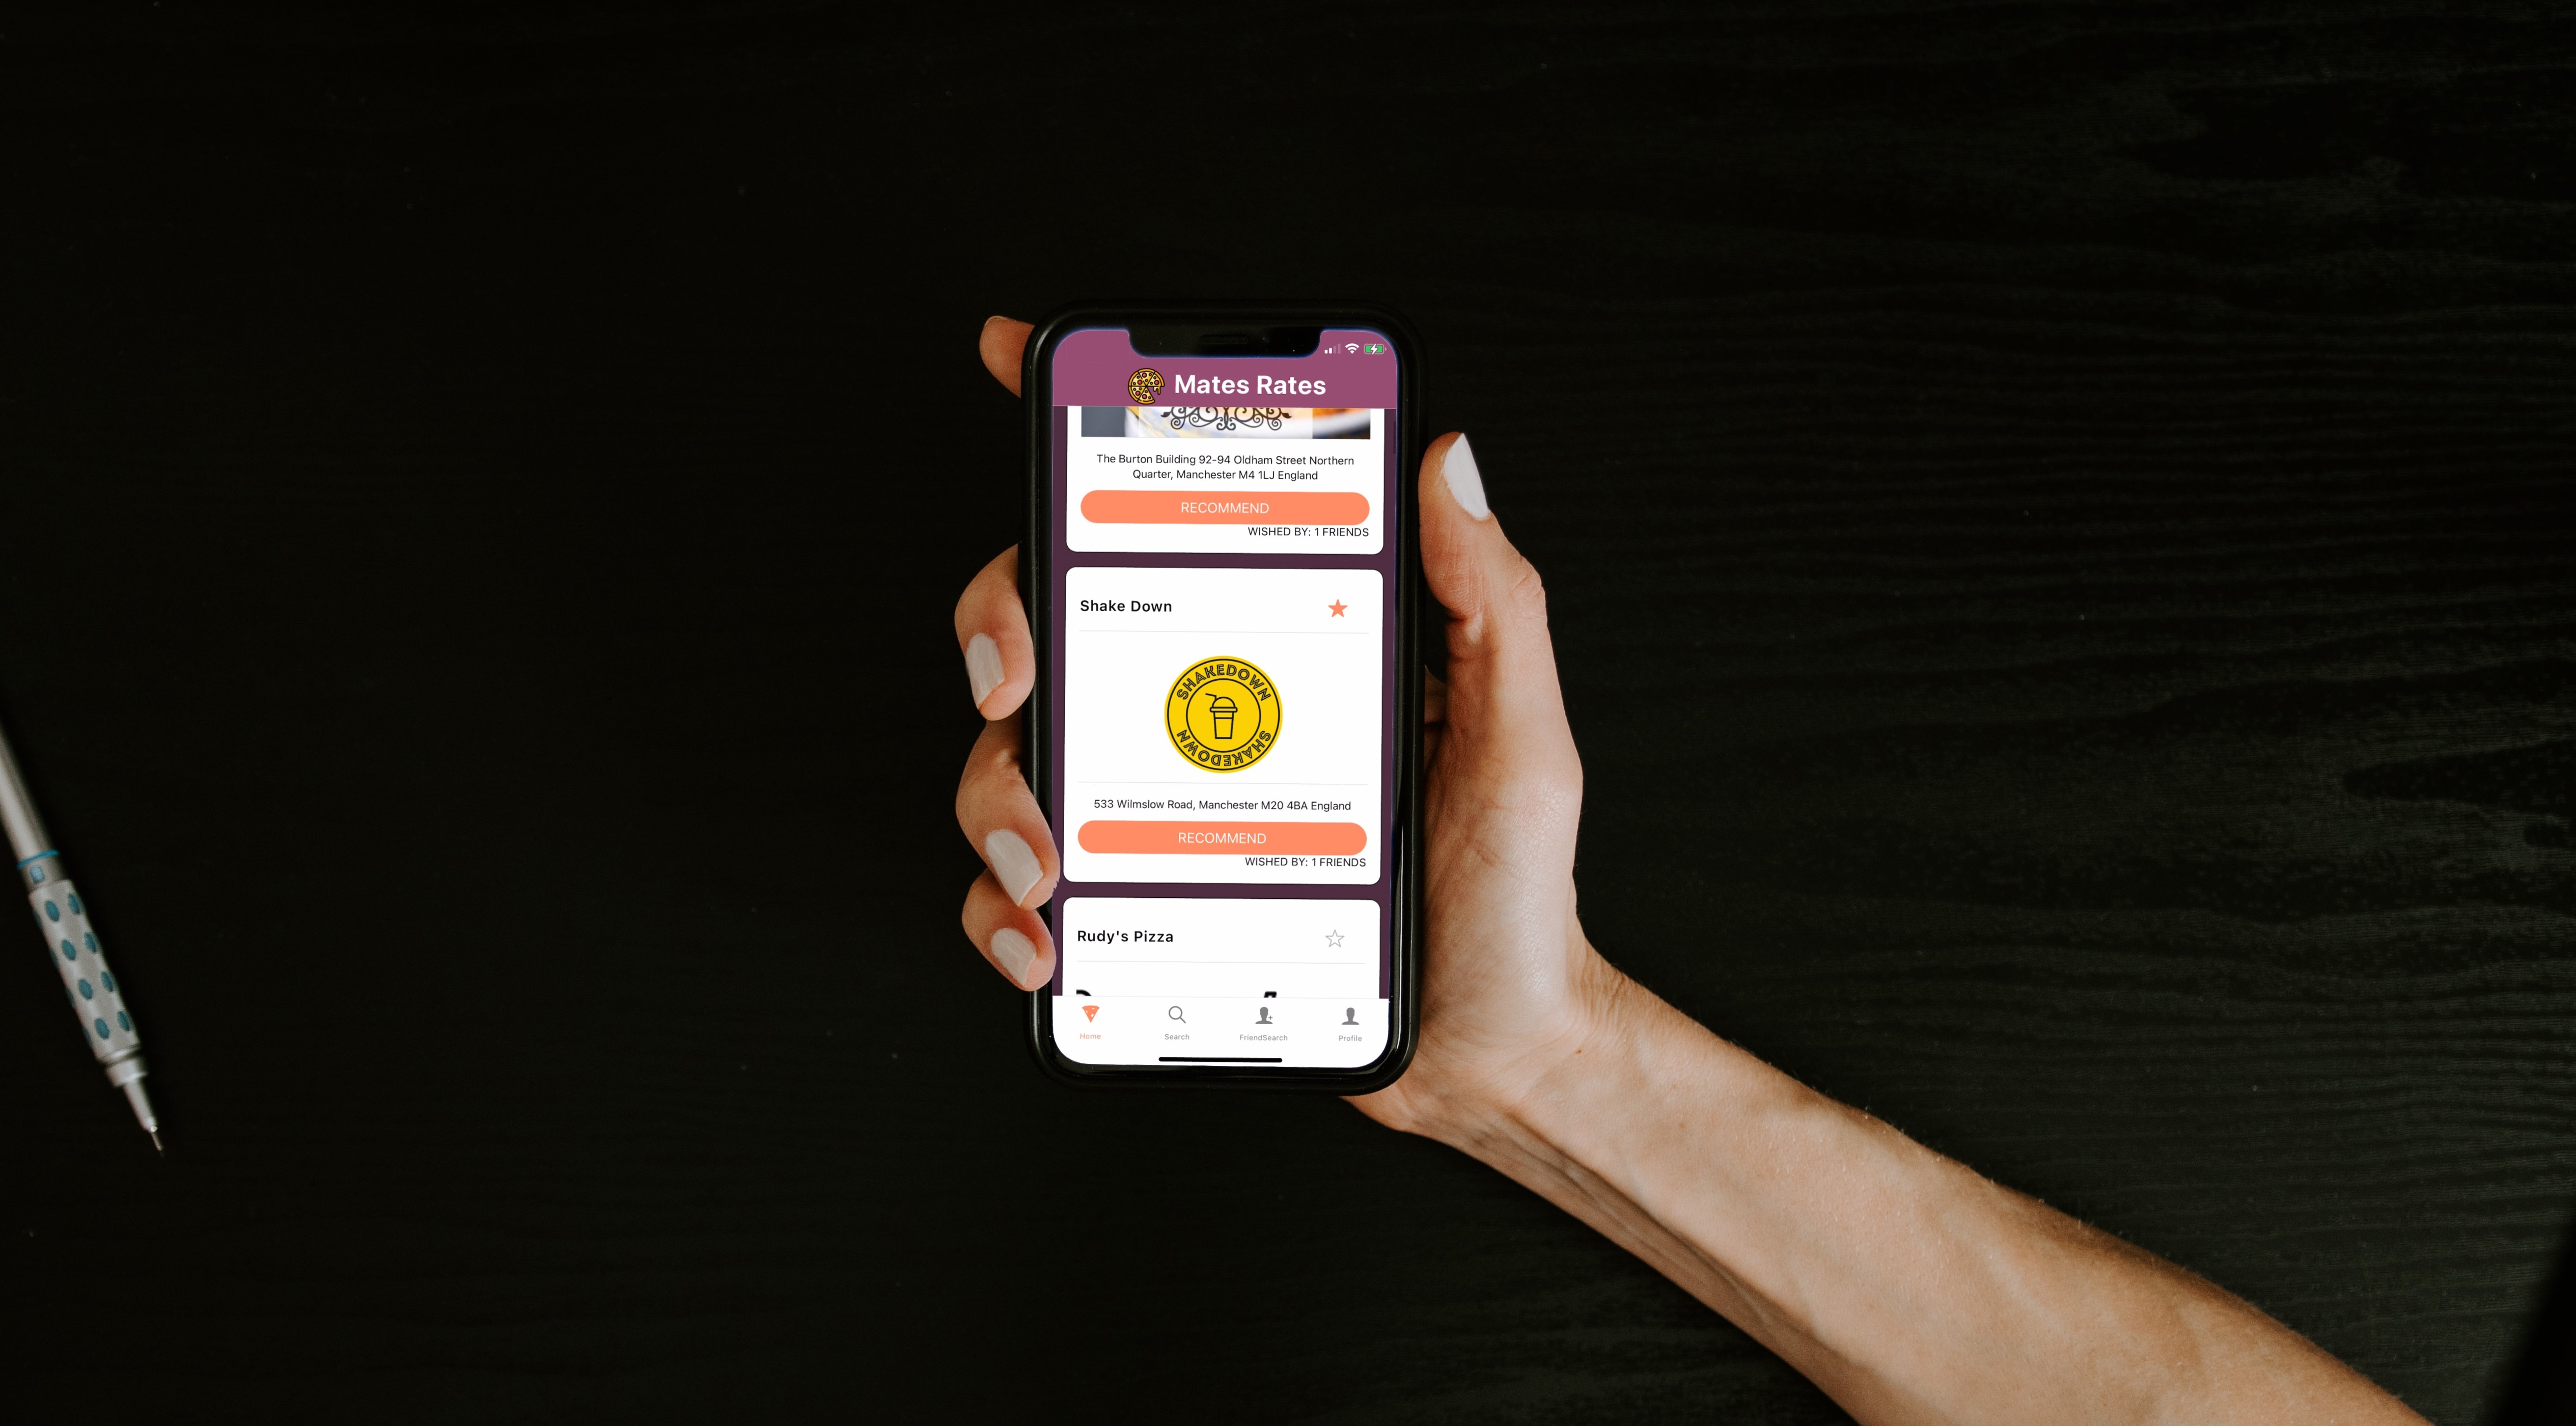 Mates Rates
The Burton Building 92-94 Oldham Street Northern
Quarter, Manchester M4 1LJ England
RECOMMEND
WISHED BY: 1 FRIENDS
Shake Down
SHAKEDOWN
SHAKEDOWN
533 Wilmslow Road, Manchester M20 4BA England
RECOMMEND
WISHED BY: 1 FRIENDS
Rudy's Pizza
Home
Search
FriendSearch
Profile